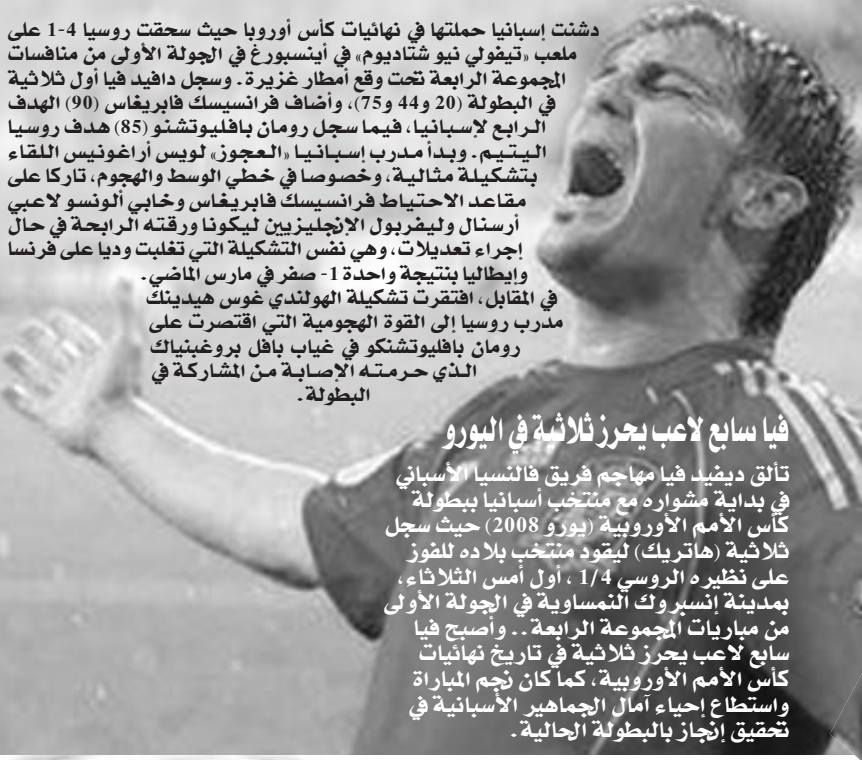 دشنت إسبانيا حملتها في نهائيات كأس أوروبا حيث سحقت روسيا 4-1 على
ملعب «تيفولي نيو شتاديوم» في أينسبورغ في الجولة الأولى من منافسات
المجموعة الرابعة تحت وقع أمطار غزيرة. وسجل دافيد فيا أول ثلاثية
في البطولة (20 و44 و75)، وأضاف فرانسيسك فابريغاس (90) الهدف
الرابع لإسبانيا، فيما سجل رومان بافليوتشنو (85) هدف روسيا
اليتيم. وبدأ مدرب إسبانيا «العجوز» لويس أراغونيس اللقاء
بتشكيلة مثالية، وخصوصا في خطي الوسط والهجوم، تاركا على
مقاعد الاحتياط فرانسيسك فابريغاس وخابي ألونسو لاعبي
أرسنال وليفربول الإنجليزيين ليكونا ورقته الرابحة في حال
إجراء تعديلات، وهي نفس التشكيلة التي تغلبت وديا على فرنسا
وإيطاليا بنتيجة واحدة 1- صفر في مارس الماضي.
في المقابل، افتقرت تشكيلة الهولندي غوس هيدينك
مدرب روسيا إلى القوة الهجومية التي اقتصرت على
رومان بافليوتشنكو في غياب بافل بروغبنياك
الذي حرمته الإصابة من المشاركة في
البطولة.
فيا سابع لاعب يحرز ثلاثية في اليورو
تألق ديفيد فيا مهاجم فريق فالنسيا الأسباني
في بداية مشواره مع منتخب أسبانيا ببطولة
كأس الأمم الأوروبية (يورو 2008) حيث سجل
ثلاثية (هاتريك) ليقود منتخب بلاده للفوز
على نظيره الروسي 1/4 ، أول أمس الثلاثاء،
بمدينة إنسبروك النمساوية في الجولة الأولى
من مباريات المجموعة الرابعة.. وأصبح فيا
سابع لاعب يحرز ثلاثية في تاريخ نهائيات
كأس الأمم الأوروبية، كما كان نجم المباراة
واستطاع إحياء آمال الجماهير الأسبانية في
تحقيق إنجاز بالبطولة الحالية.